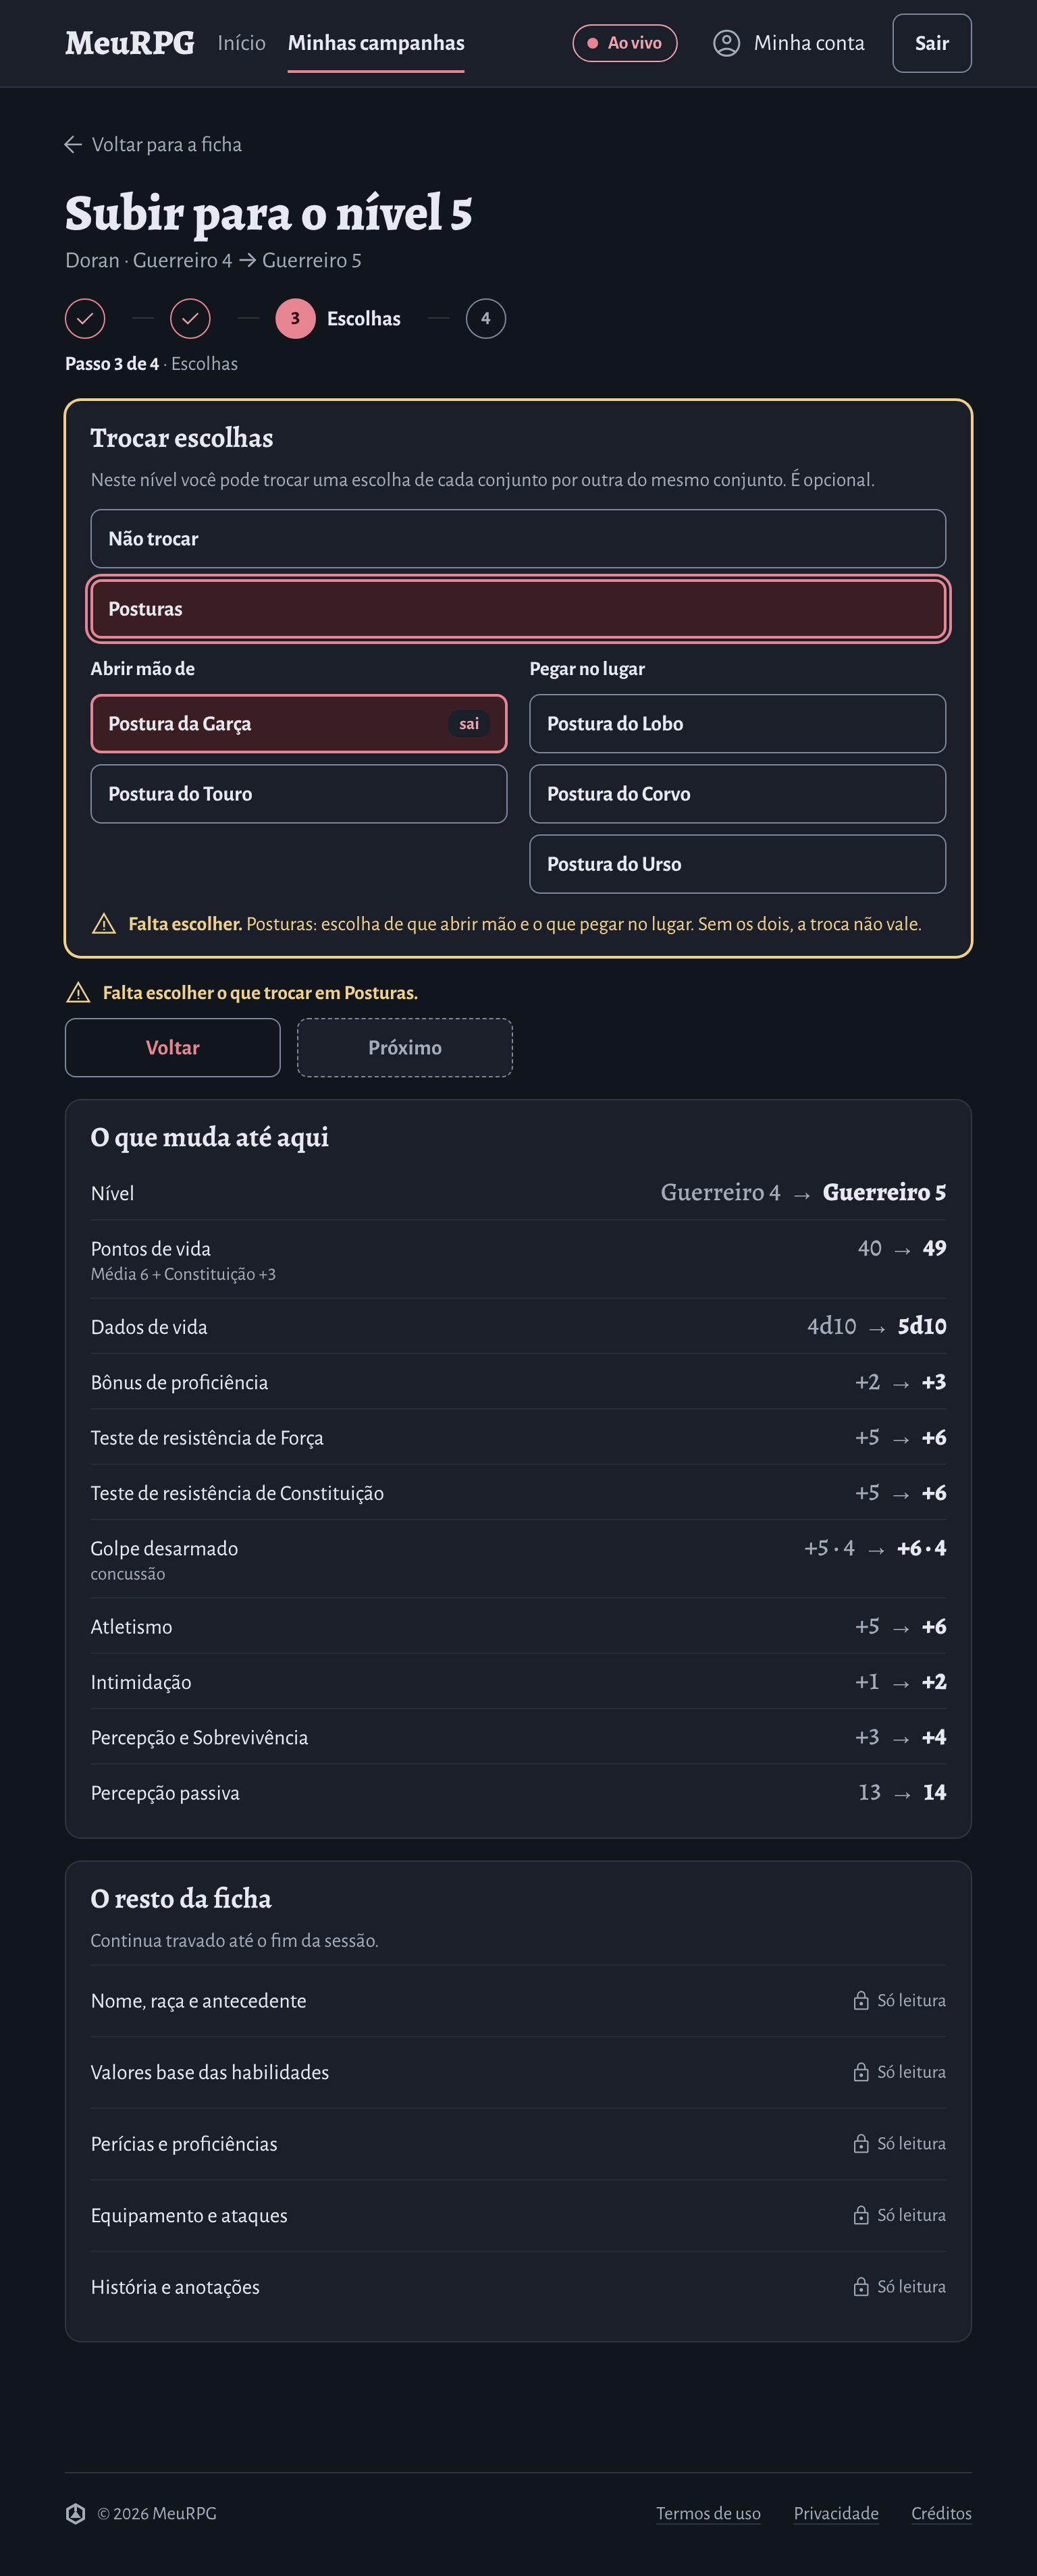 MeuRPG Início Minhas campanhas Ao vivo Minha conta Sair
Voltar para a ficha
Subir para o nível 5
Doran · Guerreiro 4 → Guerreiro 5
3 Escolhas 4
Passo 3 de 4 · Escolhas
Trocar escolhas
Neste nível você pode trocar uma escolha de cada conjunto por outra do mesmo conjunto. É opcional.
Não trocar
Posturas
Abrir mão de Pegar no lugar
Postura da Garça sai Postura do Lobo
Postura do Touro Postura do Corvo
Postura do Urso
Falta escolher. Posturas: escolha de que abrir mão e o que pegar no lugar. Sem os dois, a troca não vale.
Falta escolher o que trocar em Posturas.
Voltar Próximo
O que muda até aqui
Nível Guerreiro 4 → Guerreiro 5
Pontos de vida 40 → 49
Média 6 + Constituição +3
Dados de vida 4d10 → 5d10
Bônus de proficiência +2 → +3
Teste de resistência de Força +5 → +6
Teste de resistência de Constituição +5 → +6
Golpe desarmado +5 · 4 → +6 · 4
concussão
Atletismo +5 → +6
Intimidação +1 → +2
Percepção e Sobrevivência +3 → +4
Percepção passiva 13 → 14
O resto da ficha
Continua travado até o fim da sessão.
Nome, raça e antecedente Só leitura
Valores base das habilidades Só leitura
Perícias e proficiências Só leitura
Equipamento e ataques Só leitura
História e anotações Só leitura
© 2026 MeuRPG Termos de uso Privacidade Créditos